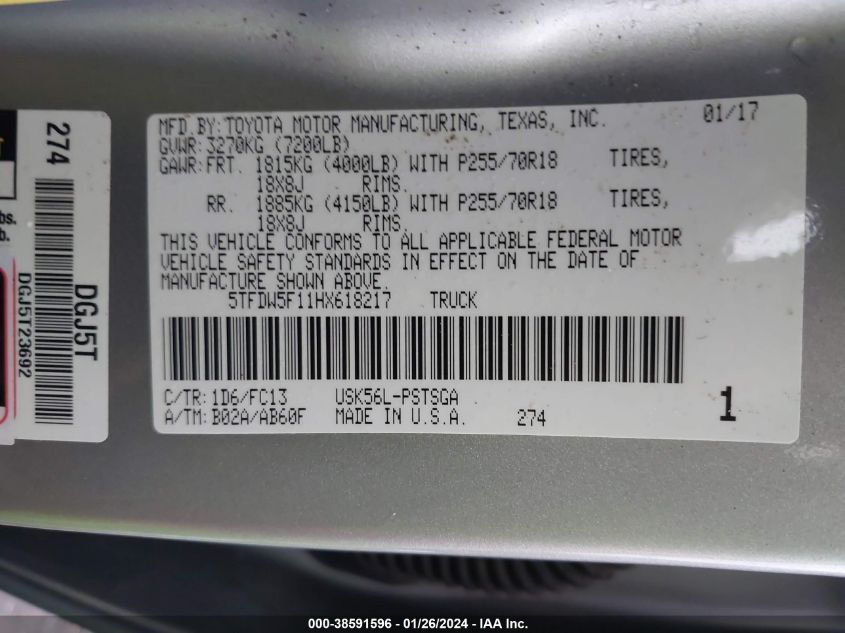 MFD.BY:TOYOTA MOTOR MANUFACTURING, TEXAS, INC. 01/17
GVWR:3270KG (7200LB)
GAWR:FRT. 1815KG (4000LB) WITH P255/70R18 TIRES,
18X8J RIMS.
RR. 1885KG (4150LB) WITH P255/70R18 TIRES,
18X8J RIMS.
THIS VEHICLE CONFORMS TO ALL APPLICABLE FEDERAL MOTOR
VEHICLE SAFETY STANDARDS IN EFFECT ON THE DATE OF
MANUFACTURE SHOWN ABOVE.
5TFDW5F11HX618217 TRUCK
C/TR:1D6/FC13 USK56L-PSTSGA
A/TM:B02A/AB60F MADE IN U.S.A. 274
1
274
DGJ5T
DGJ5T23692
bs.
b.
000-38591596 - 01/26/2024 - IAA Inc.